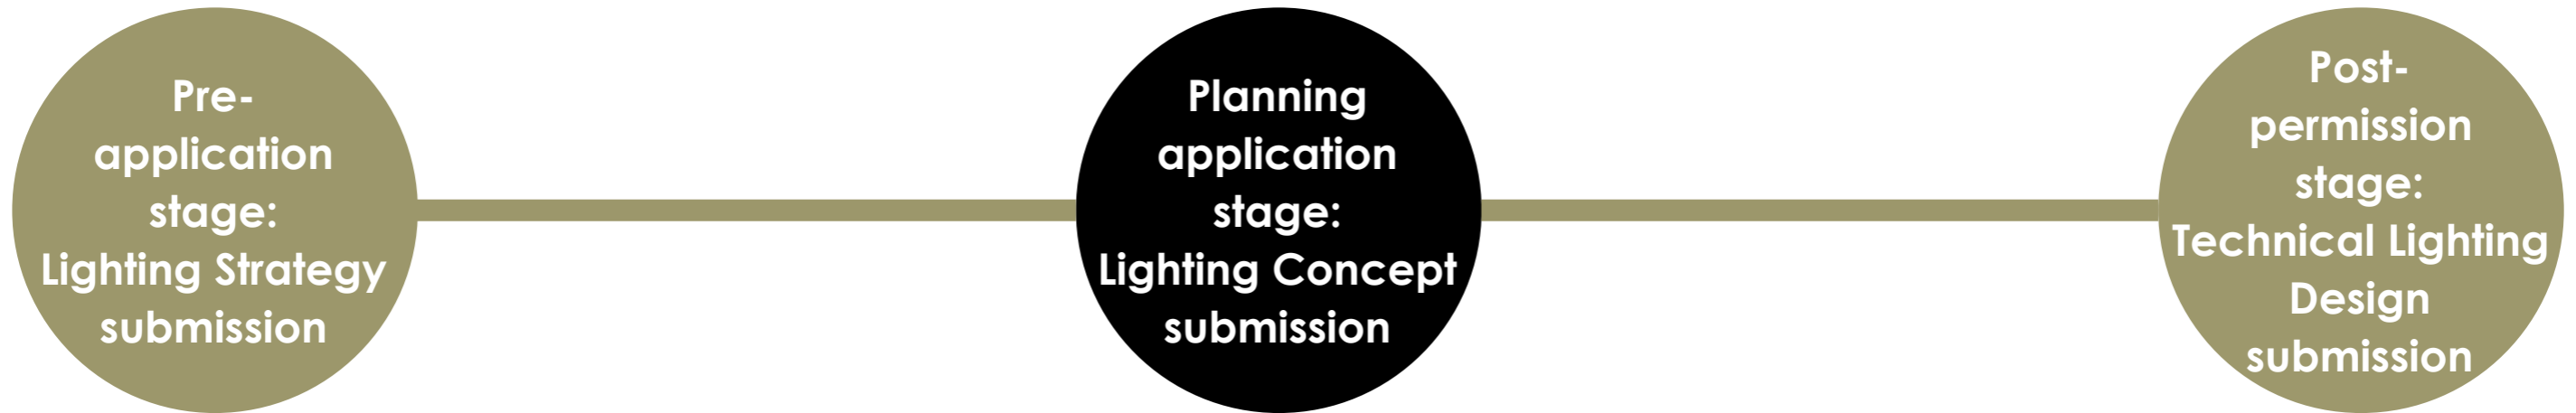 Pre-
application
stage:
Lighting Strategy
submission
Planning
application
stage:
Lighting Concept
submission
Post-
permission
stage:
Technical Lighting
Design
submission